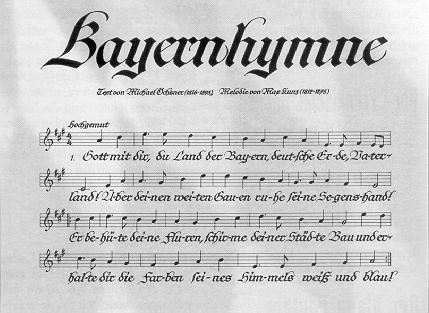 Bayernhymne
Text von Michael Öchsner (1816-1893), Melodie von Max Kunz (1812-1875)
Hochgemut
1. Gott mit dir, du Land der Bay-ern, deut-sche Er-de, Va-ter-
land! Über dei-nen wei-ten Gau-en ru-he sei-ne Se-gens-hand!
Er be-hü-te dei-ne Flu-ren, schir-me dei-ner Städ-te Bau und er-
hal-te dir die Far-ben sei-nes Him-mels weiß und blau!